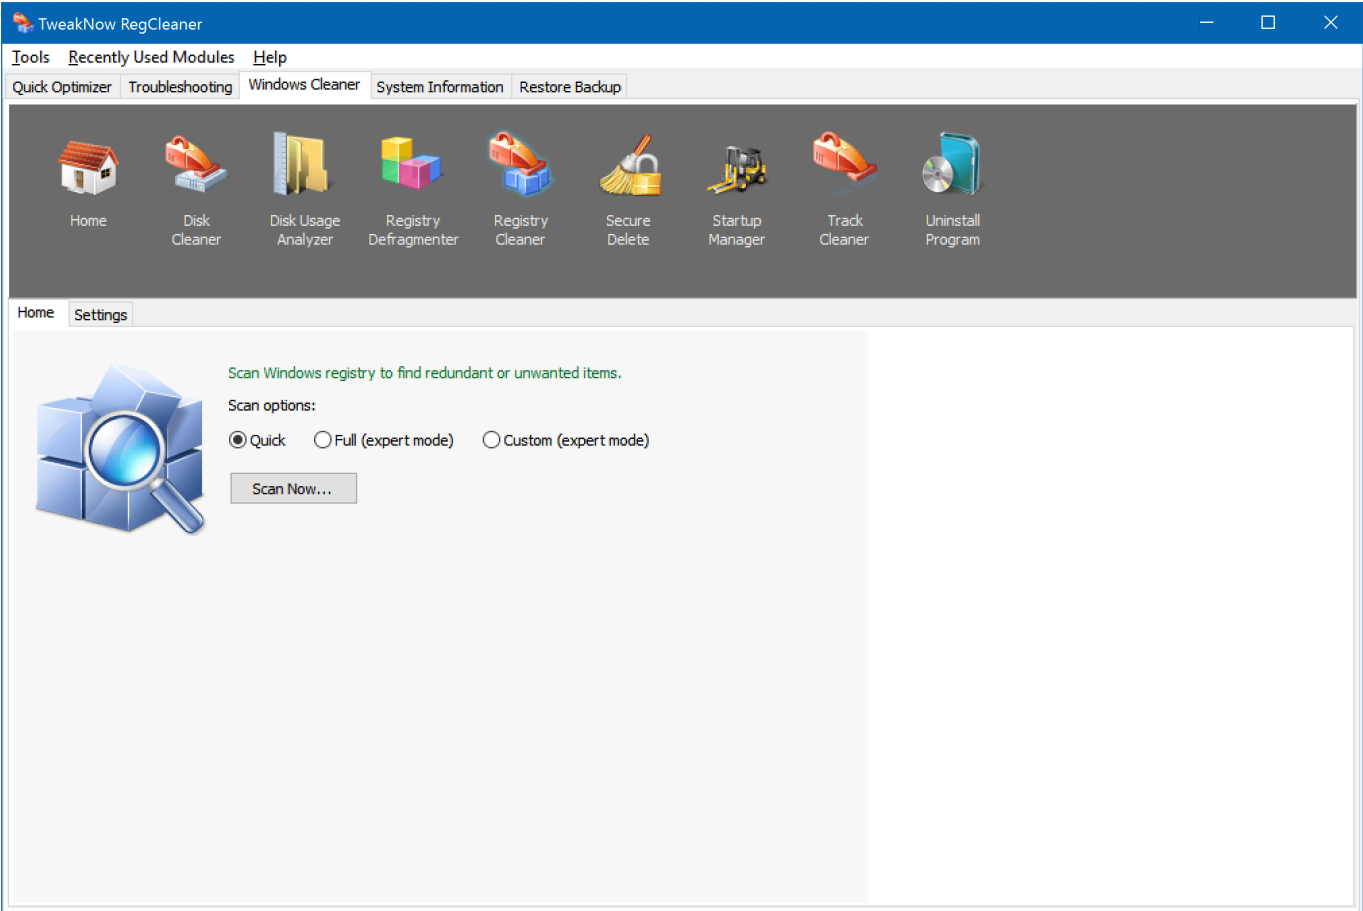 TweakNow RegCleaner
Tools Recently Used Modules Help
Quick Optimizer Troubleshooting Windows Cleaner System Information Restore Backup
Home
Disk
Cleaner
Disk Usage
Analyzer
Registry
Defragmenter
Registry
Cleaner
Secure
Delete
Startup
Manager
Track
Cleaner
Uninstall
Program
Home Settings
Scan Windows registry to find redundant or unwanted items.
Scan options:
Quick Full (expert mode) Custom (expert mode)
Scan Now...